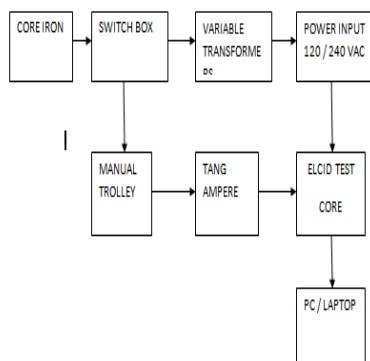 CORE IRON
SWITCH BOX
VARIABLE
TRANSFORME
RS
POWER INPUT
120 / 240 VAC
MANUAL
TROLLEY
TANG
AMPERE
ELCID TEST
CORE
PC / LAPTOP